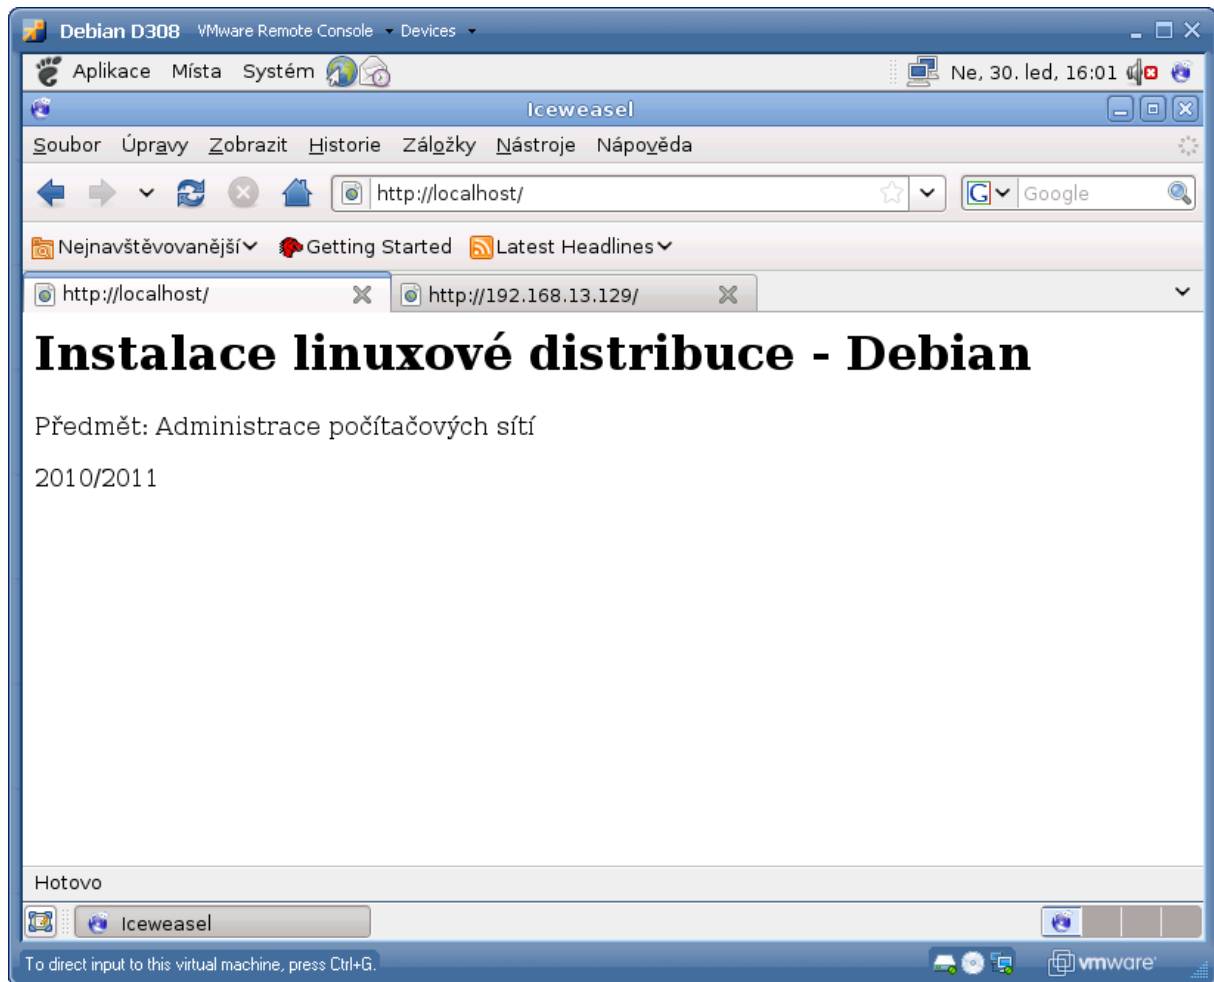 Debian D308 VMware Remote Console Devices
Aplikace Místa Systém Ne, 30. led, 16:01
Iceweasel
Soubor Úpravy Zobrazit Historie Záložky Nástroje Nápověda
http://localhost/ G Google
Nejnavštěvovanější Getting Started Latest Headlines
http://localhost/ http://192.168.13.129/
Instalace linuxové distribuce - Debian
Předmět: Administrace počítačových sítí
2010/2011
Hotovo
Iceweasel
To direct input to this virtual machine, press Ctrl+G. vmware